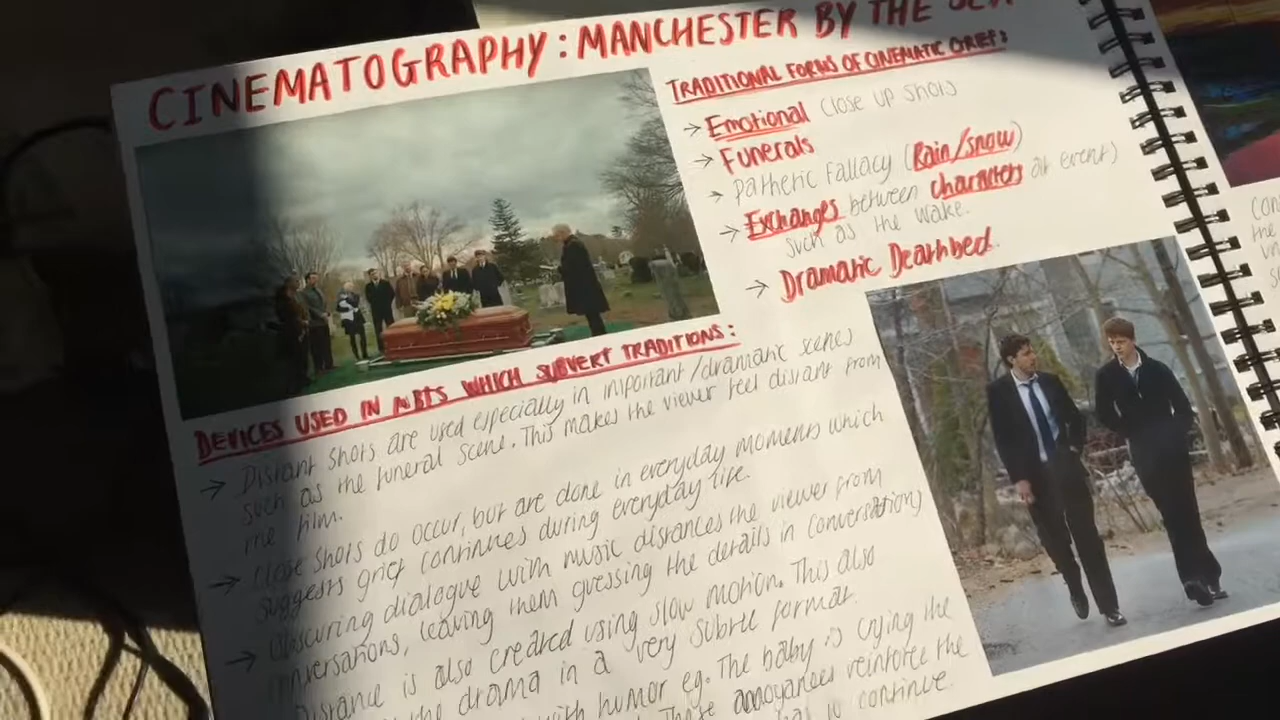 CINEMATOGRAPHY: MANCHESTER BY THE SEA
TRADITIONAL FORMS OF CINEMATIC GRIEF:
→ Emotional close up shots
→ Funerals
→ Pathetic Fallacy (Rain/snow)
→ Exchanges between characters at event)
such as the wake.
→ Dramatic Deathbed.
DEVICES USED IN MBTS WHICH SUBVERT TRADITIONS:
→ Distant shots are used especially in important/dramatic scenes
such as the funeral scene. This makes the viewer feel distant from
the film.
→ Close shots do occur, but are done in everyday moments which
suggests grief continues during everyday life.
→ Obscuring dialogue with music distances the viewer from
conversations, leaving them guessing the details in conversation)
Distance is also created using slow motion. This also
the drama in a very subtle format.
with humor eg. The baby is crying the
These annoyances reinforce the
to continue.
con
the